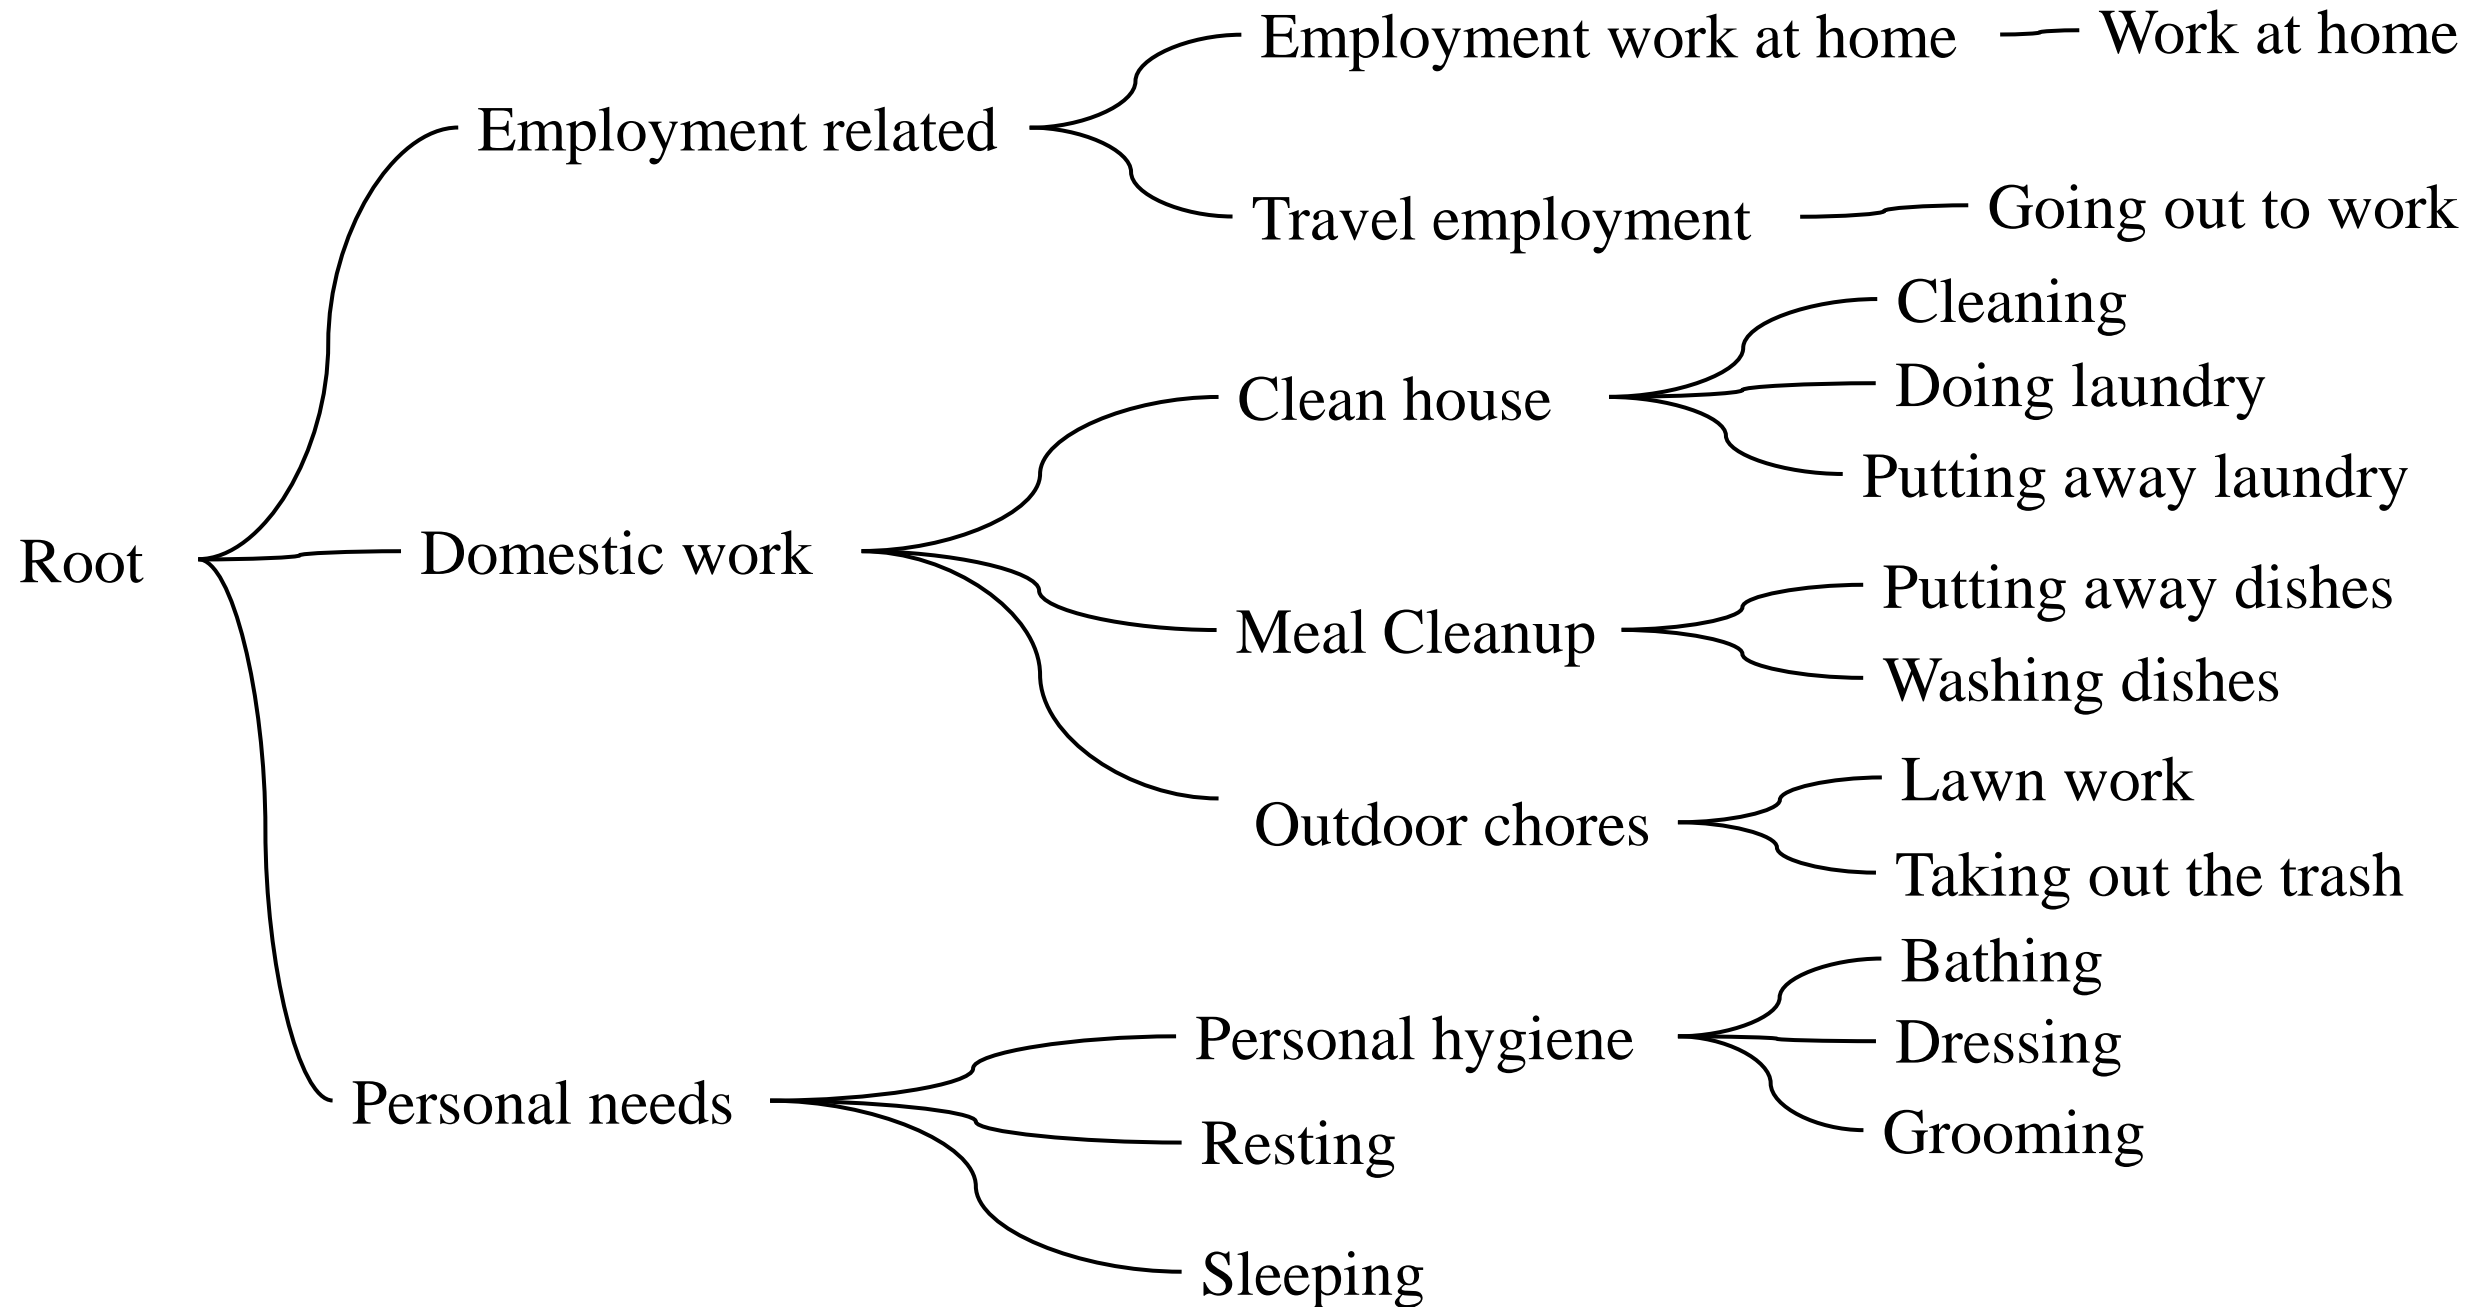 Root
Employment related
Employment work at home
Work at home
Travel employment
Going out to work
Domestic work
Clean house
Cleaning
Doing laundry
Putting away laundry
Meal Cleanup
Putting away dishes
Washing dishes
Outdoor chores
Lawn work
Taking out the trash
Personal needs
Personal hygiene
Bathing
Dressing
Grooming
Resting
Sleeping